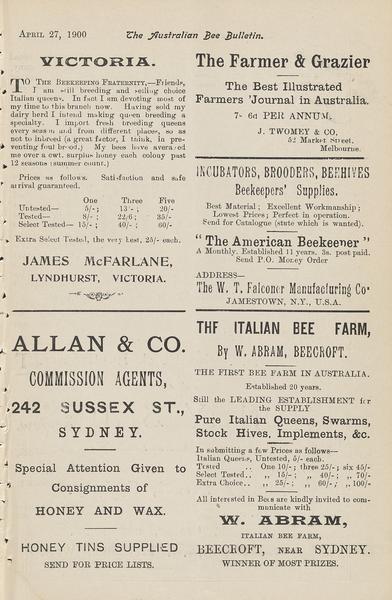 APRIL 27, 1900 The Australian Bee Bulletin.
VICTORIA.
TO THE BEEKEEPING FRATERNITY,—Friends,
I am still breeding and selling choice
Italian queens. In fact I am devoting most of
my time to this branch now. Having sold my
dairy herd I intend making queen breeding a
specialty. I import fresh breeding queens
every season and from different places, so as
not to inbreed (a great factor, I think, in pre-
venting foul brood.) My bees have averaged
me over a cwt. surplus honey each colony past
12 seasons (summer count.)
Prices as follows. Satisfaction and safe
arrival guaranteed.
One Three Five
Untested— 5/-; 13/-; 20/-
Tested— 8/-; 22/6; 35/-
Select Tested— 15/-; 40/-; 60/-
Extra Select Tested, the very best, 25/- each.
JAMES McFARLANE,
LYNDHURST, VICTORIA.
ALLAN & CO.
COMMISSION AGENTS,
242 SUSSEX ST.,
SYDNEY.
Special Attention Given to
Consignments of
HONEY AND WAX.
HONEY TINS SUPPLIED
SEND FOR PRICE LISTS.
The Farmer & Grazier
The Best Illustrated
Farmers 'Journal in Australia.
7- 6d PER ANNUM.
J. TWOMEY & CO,
52 Market Street.
Melbourne.
INCUBATORS, BROODERS, BEEHIVES
Beekeepers' Supplies.
Best Material; Excellent Workmanship;
Lowest Prices; Perfect in operation.
Send for Catalogue (state which is wanted).
"The American Beekeeper"
A Monthly. Established 11 years. 3s. post paid.
Send P.O. Money Order
ADDRESS—
The W. T. Falconer Manufacturing Co
JAMESTOWN, N.Y., U.S.A.
THF ITALIAN BEE FARM,
By W. ABRAM, BEECROFT.
THE FIRST BEE FARM IN AUSTRALIA.
Established 20 years.
Still the LEADING ESTABLISHMENT for
the SUPPLY
Pure Italian Queens, Swarms,
Stock Hives, Implements, &c.
In submitting a few Prices as follows—
Italian Queens, Untested, 5/- each.
Tested .. One 10/-; three 25/-; six 45/-
Select Tested.. „ 15/-; „ 40/-; „ 70/-
Extra Choice.. „ 25/-; „ 60/-; „ 100/-
All interested in Bees are kindly invited to com-
municate with
W. ABRAM,
ITALIAN BEE FARM,
BEECROFT, NEAR SYDNEY.
WINNER OF MOST PRIZES.